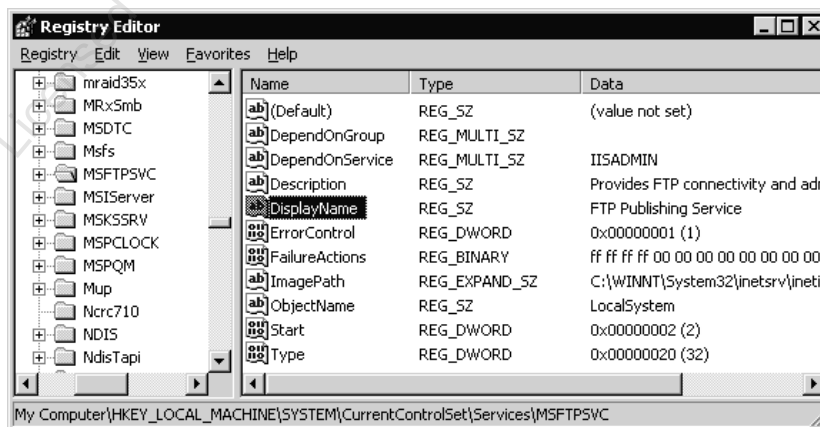 Registry Editor
Registry Edit View Favorites Help
mraid35x
MRxSmb
MSDTC
Msfs
MSFTPSVC
MSIServer
MSKSSRV
MSPCLOCK
MSPQM
Mup
Ncrc710
NDIS
NdisTapi
Name Type Data
(Default) REG_SZ (value not set)
DependOnGroup REG_MULTI_SZ
DependOnService REG_MULTI_SZ IISADMIN
Description REG_SZ Provides FTP connectivity and adr
DisplayName REG_SZ FTP Publishing Service
ErrorControl REG_DWORD 0x00000001 (1)
FailureActions REG_BINARY ff ff ff ff 00 00 00 00 00 00 00 00
ImagePath REG_EXPAND_SZ C:\WINNT\System32\inetsrv\ineti
ObjectName REG_SZ LocalSystem
Start REG_DWORD 0x00000002 (2)
Type REG_DWORD 0x00000020 (32)
My Computer\HKEY_LOCAL_MACHINE\SYSTEM\CurrentControlSet\Services\MSFTPSVC